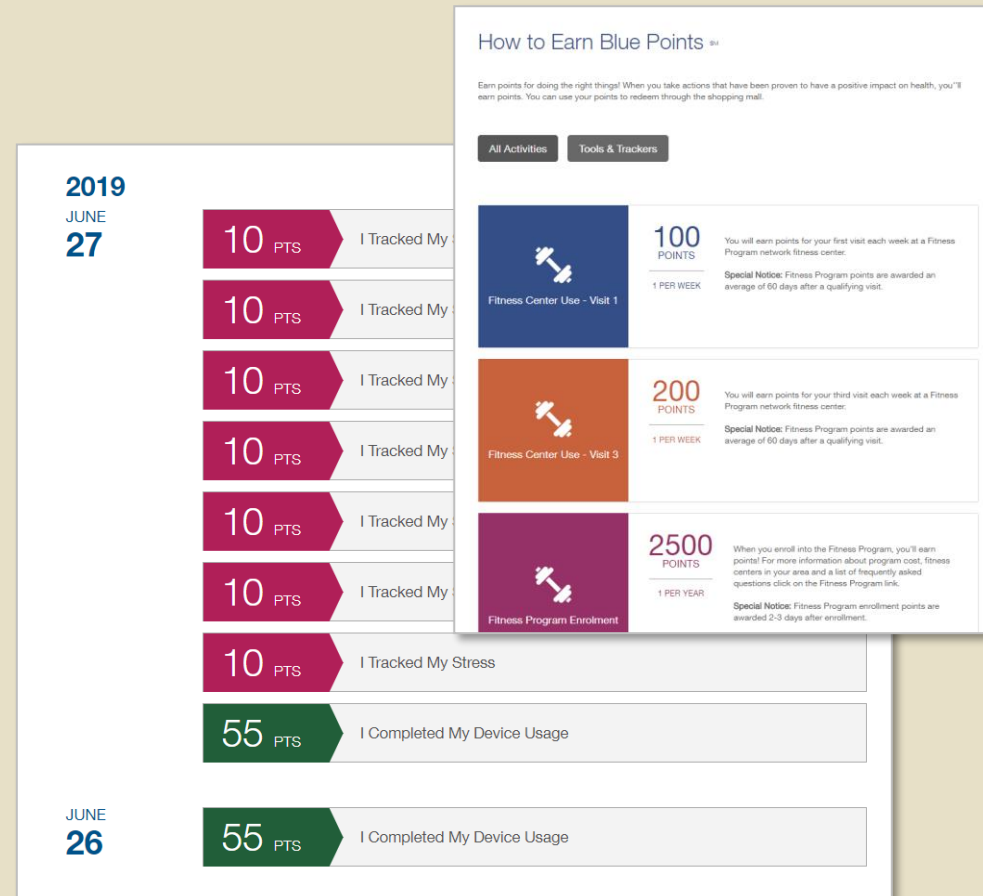 How to Earn Blue Points SM
Earn points for doing the right things! When you take actions that have been proven to have a positive impact on health, you"ll
earn points. You can use your points to redeem through the shopping mall.
All Activities
Tools & Trackers
Fitness Center Use - Visit 1
100
POINTS
1 PER WEEK
You will earn points for your first visit each week at a Fitness
Program network fitness center.
Special Notice: Fitness Program points are awarded an
average of 60 days after a qualifying visit.
Fitness Center Use - Visit 3
200
POINTS
1 PER WEEK
You will earn points for your third visit each week at a Fitness
Program network fitness center.
Special Notice: Fitness Program points are awarded an
average of 60 days after a qualifying visit.
Fitness Program Enrolment
2500
POINTS
1 PER YEAR
When you enroll into the Fitness Program, you'll earn
points! For more information about program cost, fitness
centers in your area and a list of frequently asked
questions click on the Fitness Program link.
Special Notice: Fitness Program enrollment points are
awarded 2-3 days after enrollment.
2019
JUNE
27
10 PTS I Tracked My
10 PTS I Tracked My
10 PTS I Tracked My
10 PTS I Tracked My
10 PTS I Tracked My
10 PTS I Tracked My
10 PTS I Tracked My Stress
55 PTS I Completed My Device Usage
JUNE
26
55 PTS I Completed My Device Usage